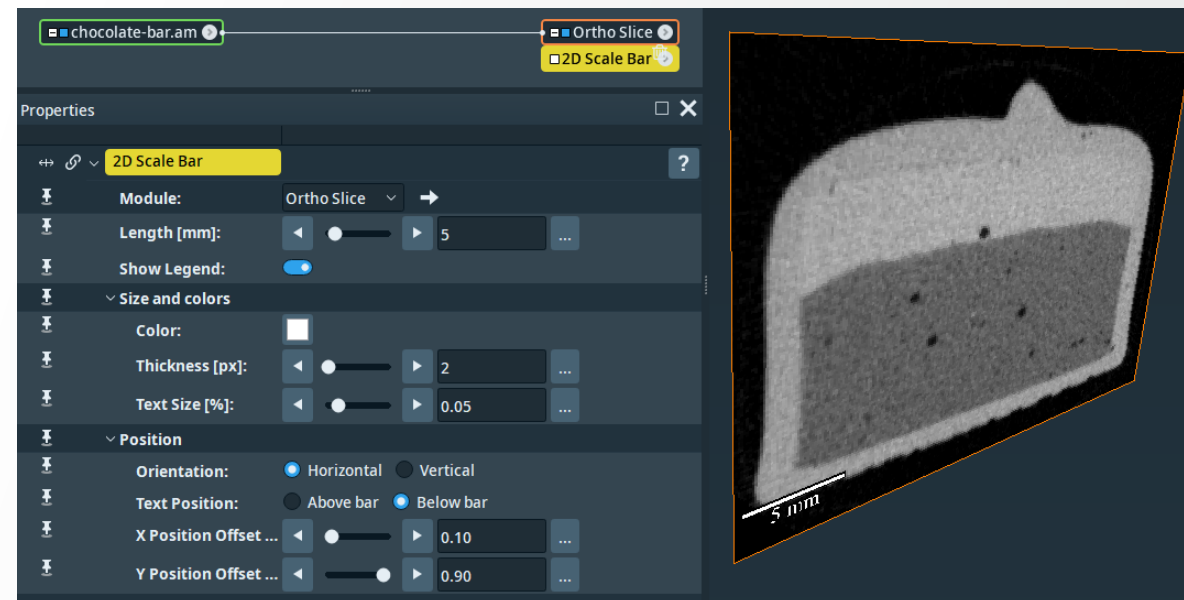 chocolate-bar.am
Ortho Slice
2D Scale Bar
Properties
2D Scale Bar
?
Module: Ortho Slice
Length [mm]: 5 ...
Show Legend:
Size and colors
Color:
Thickness [px]: 2 ...
Text Size [%]: 0.05 ...
Position
Orientation: Horizontal Vertical
Text Position: Above bar Below bar
X Position Offset ... 0.10 ...
Y Position Offset ... 0.90 ...
5 mm